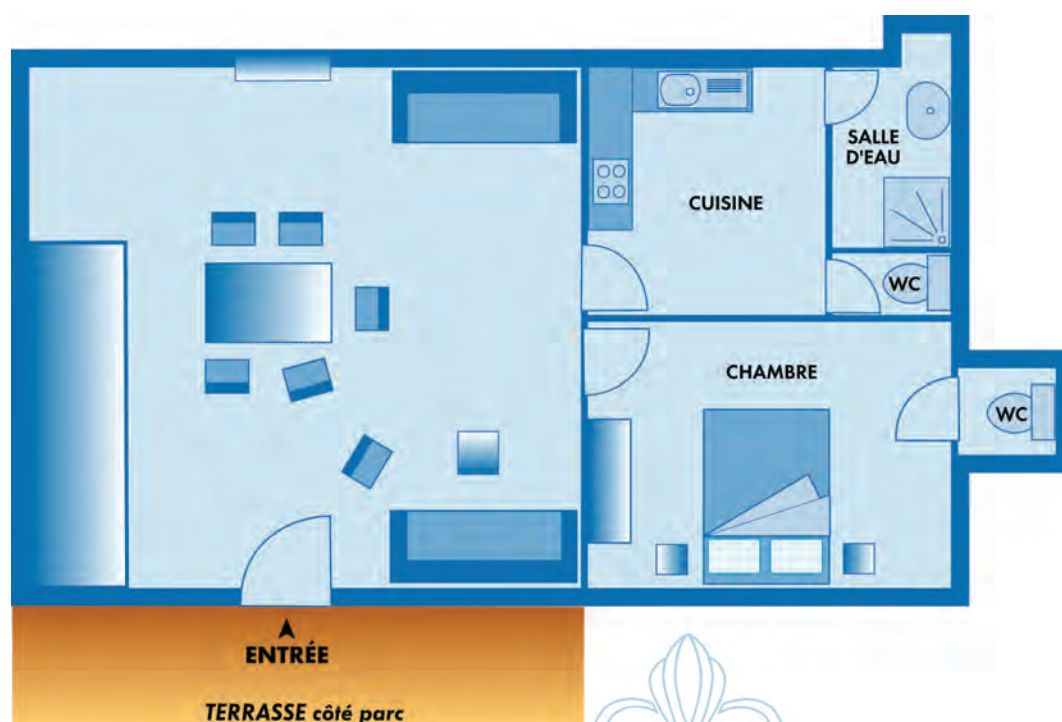 SALLE
D'EAU
CUISINE
WC
CHAMBRE
WC
ENTRÉE
TERRASSE côté parc